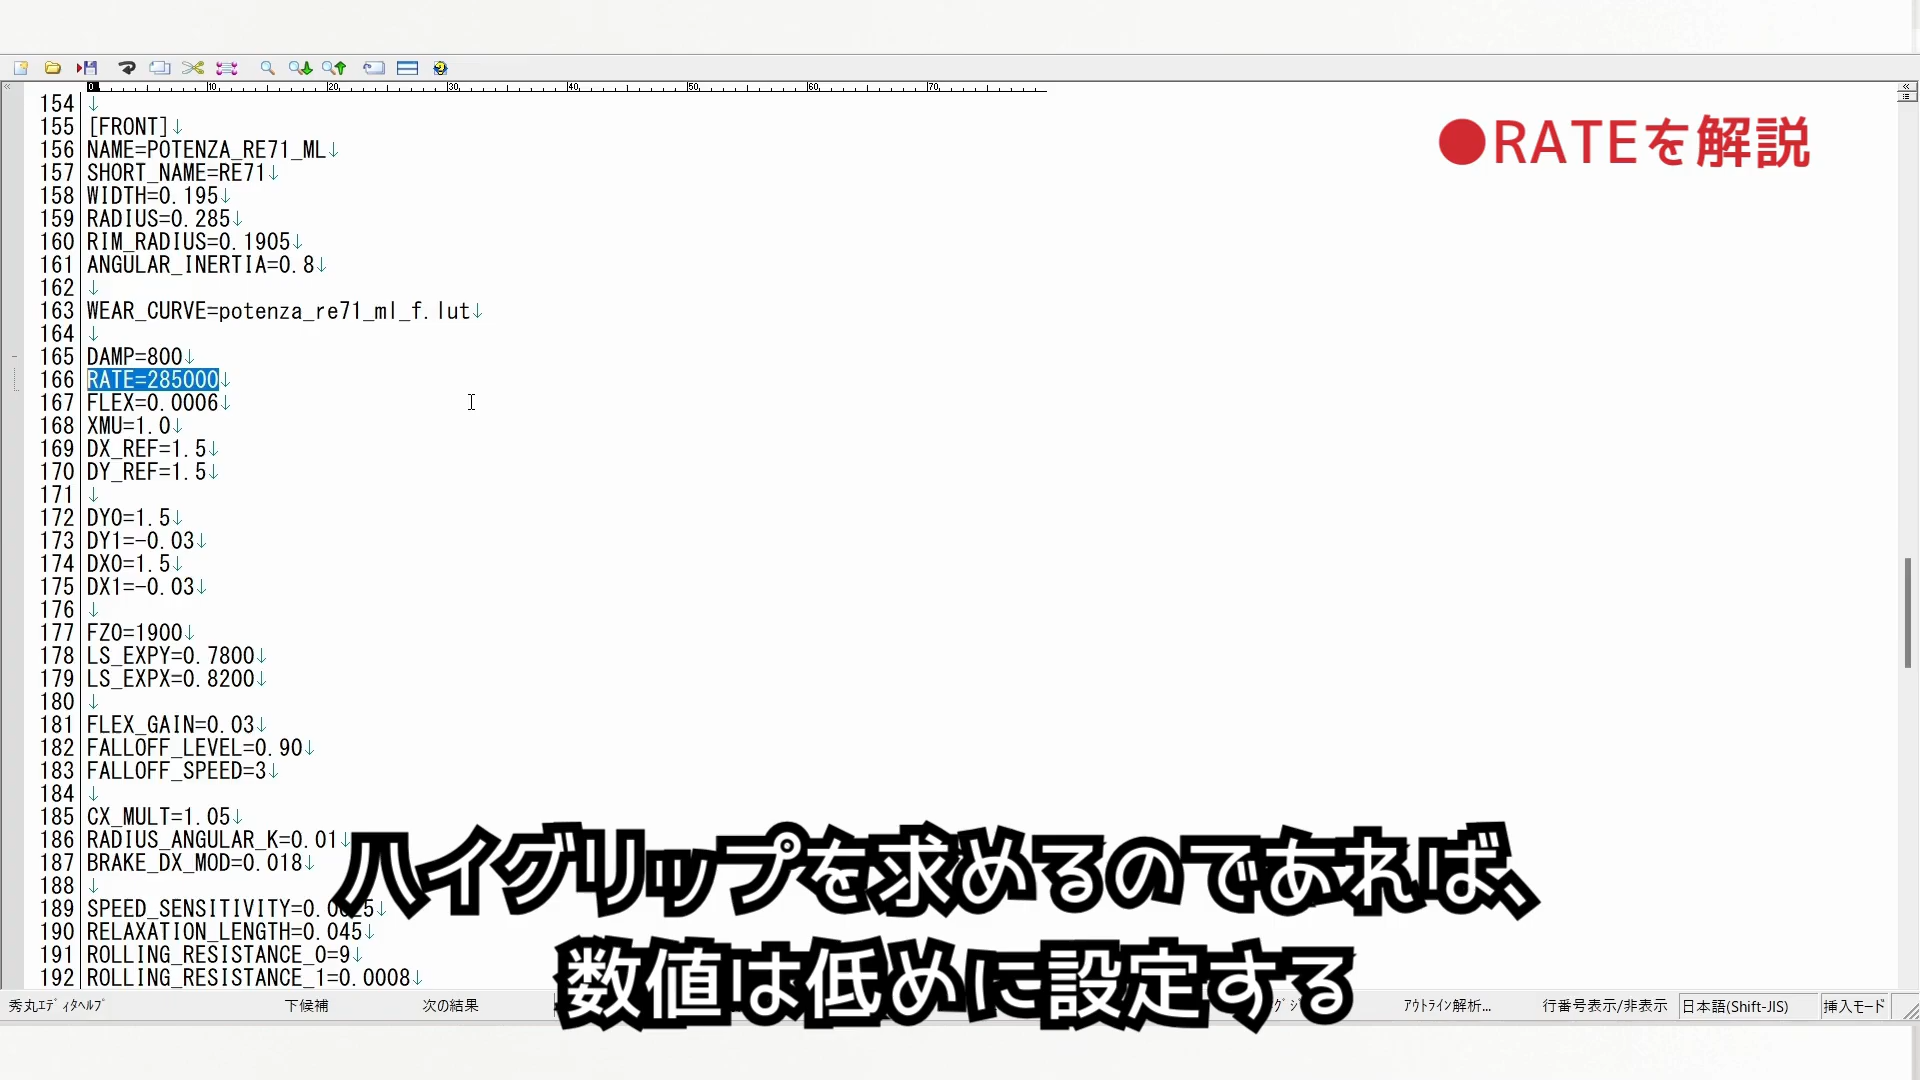 0 10 20 30 40 50 60 70
●RATEを解説
154↓
155 [FRONT]↓
156 NAME=POTENZA_RE71_ML↓
157 SHORT_NAME=RE71↓
158 WIDTH=0.195↓
159 RADIUS=0.285↓
160 RIM_RADIUS=0.1905↓
161 ANGULAR_INERTIA=0.8↓
162↓
163 WEAR_CURVE=potenza_re71_ml_f.lut↓
164↓
165 DAMP=800↓
166 RATE=285000↓
167 FLEX=0.0006↓
168 XMU=1.0↓
169 DX_REF=1.5↓
170 DY_REF=1.5↓
171↓
172 DY0=1.5↓
173 DY1=-0.03↓
174 DX0=1.5↓
175 DX1=-0.03↓
176↓
177 FZ0=1900↓
178 LS_EXPY=0.7800↓
179 LS_EXPX=0.8200↓
180↓
181 FLEX_GAIN=0.03↓
182 FALLOFF_LEVEL=0.90↓
183 FALLOFF_SPEED=3↓
184↓
185 CX_MULT=1.05↓
186 RADIUS_ANGULAR_K=0.01↓
187 BRAKE_DX_MOD=0.018↓
188↓
189 SPEED_SENSITIVITY=0.0025↓
190 RELAXATION_LENGTH=0.045↓
191 ROLLING_RESISTANCE_0=9↓
192 ROLLING_RESISTANCE_1=0.0008↓
ハイグリップを求めるのであれば、
数値は低めに設定する
秀丸ｴﾃﾞｨﾀﾍﾙﾌﾟ 下候補 次の結果 ｱｳﾄﾗｲﾝ解析... 行番号表示/非表示 日本語(Shift-JIS) 挿入モード